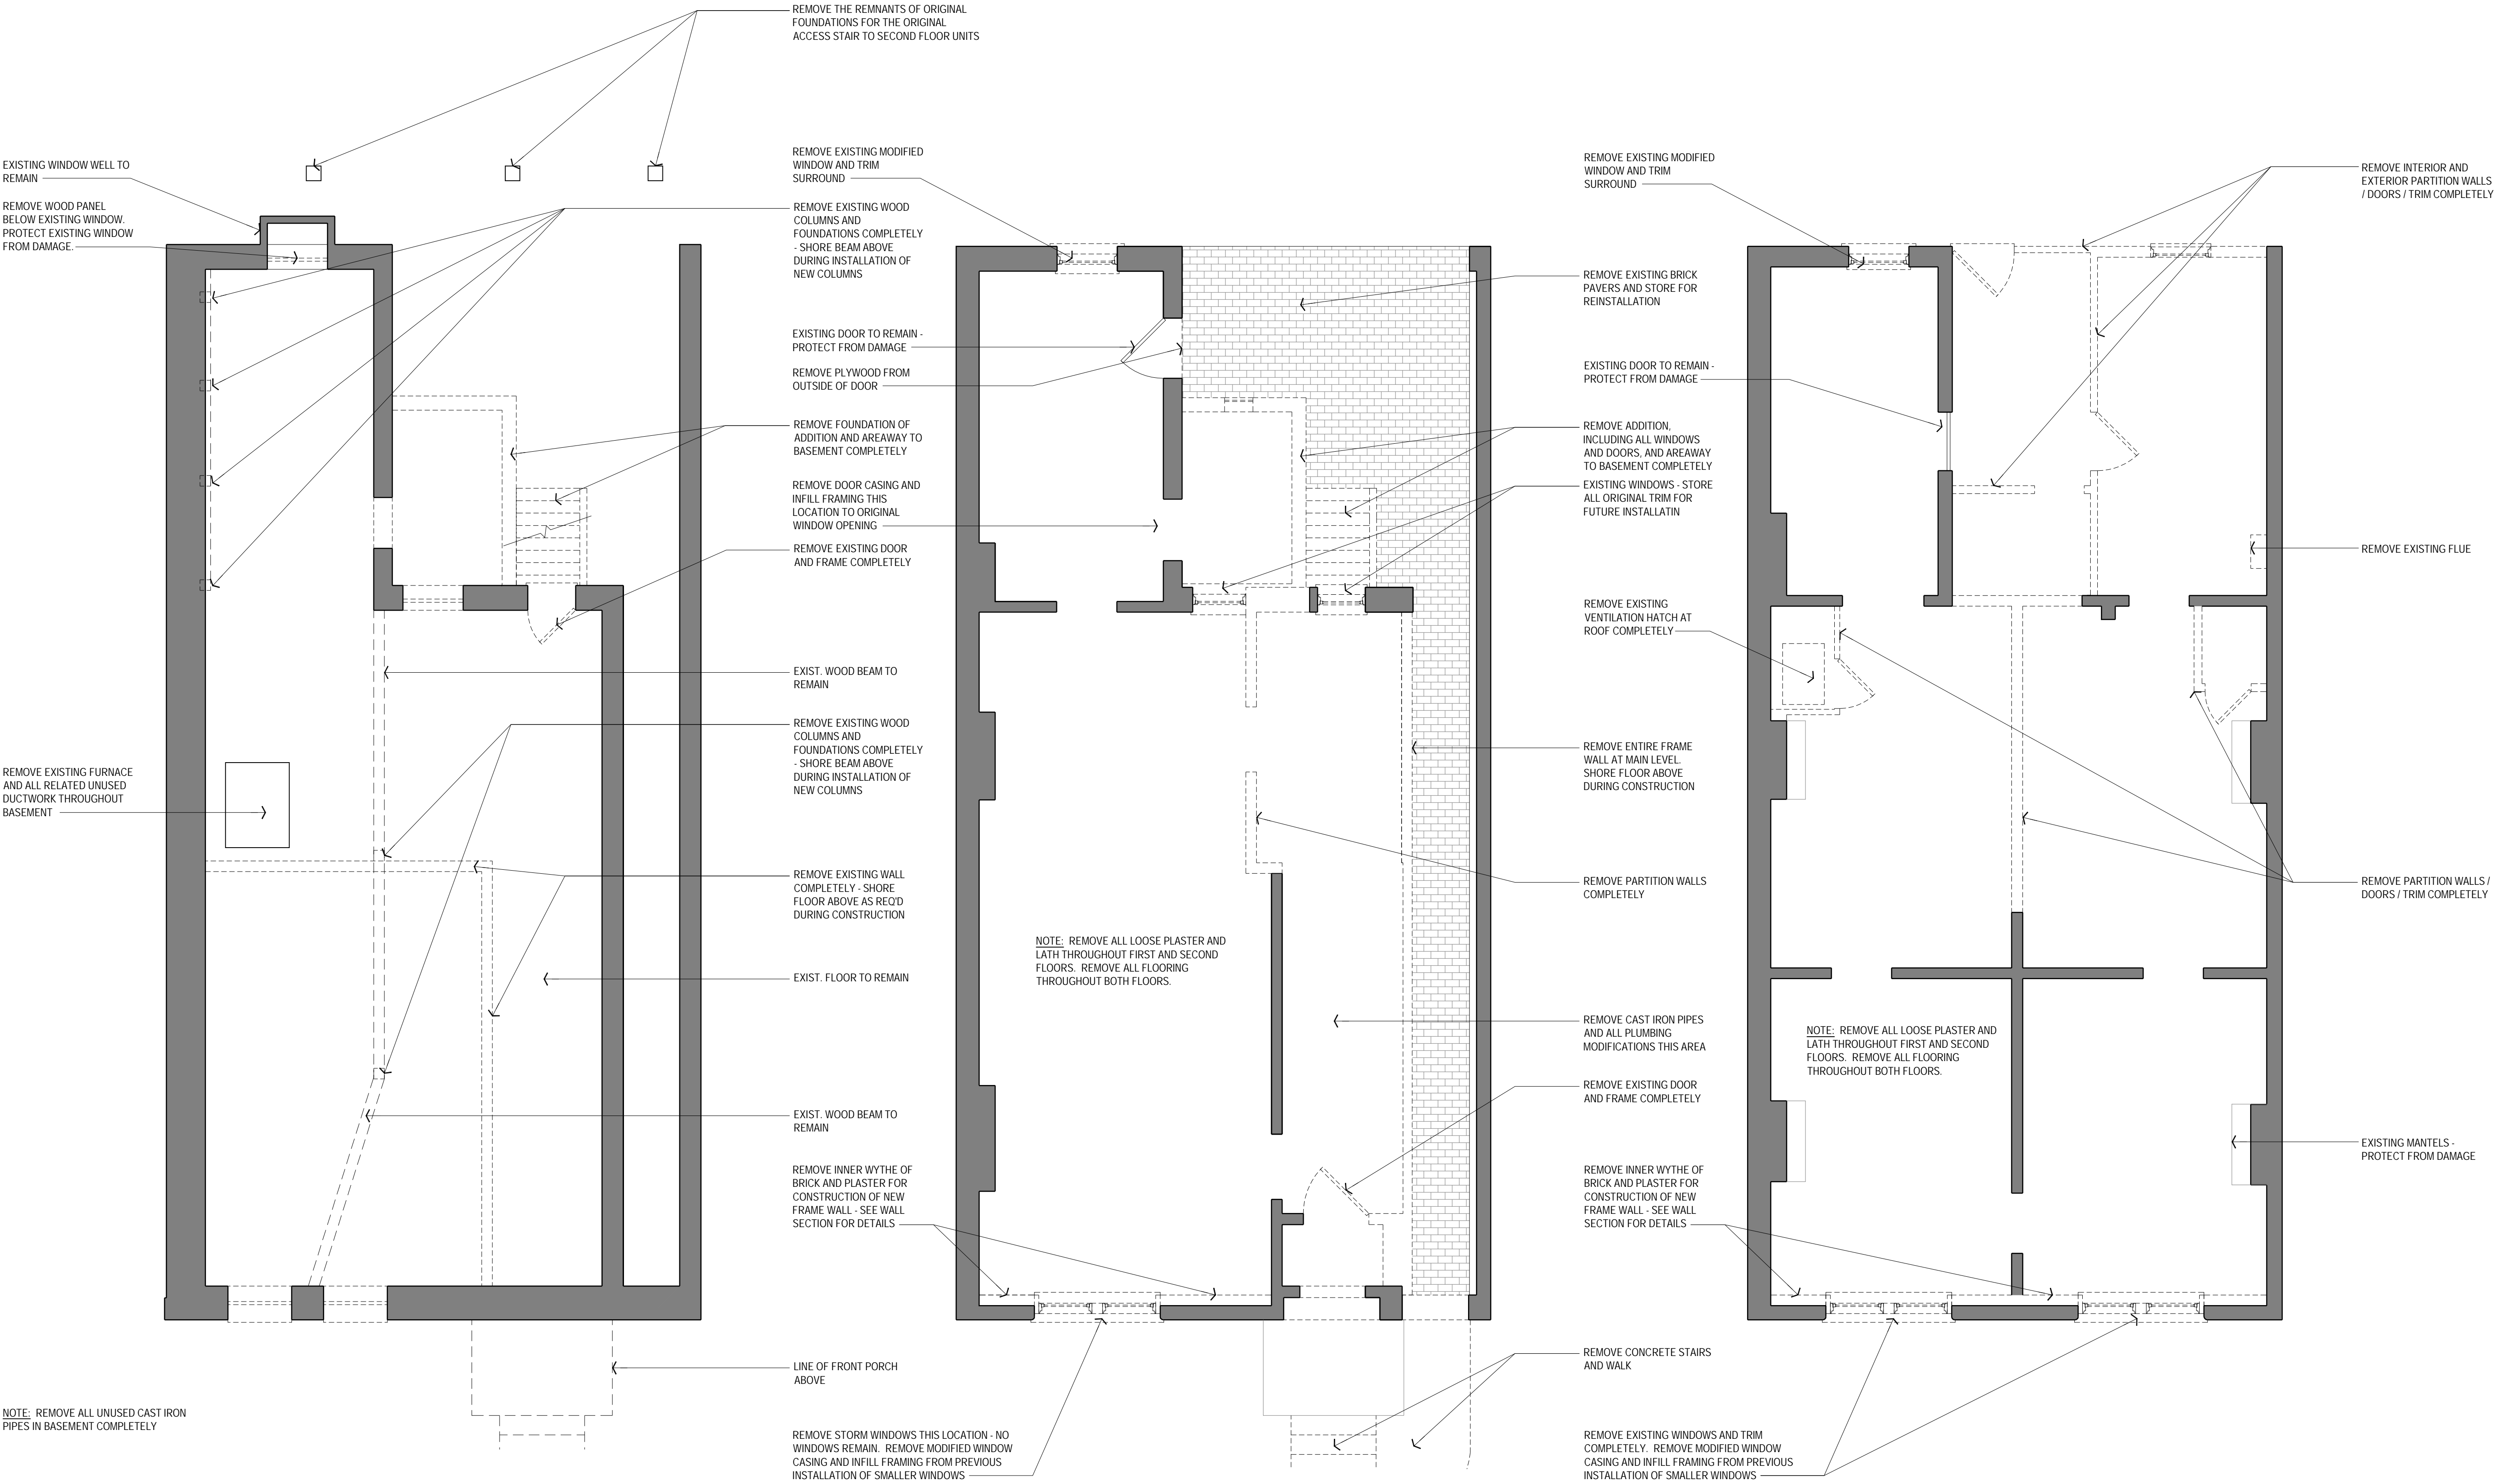 REMOVE THE REMNANTS OF ORIGINAL
FOUNDATIONS FOR THE ORIGINAL
ACCESS STAIR TO SECOND FLOOR UNITS
EXISTING WINDOW WELL TO
REMAIN
REMOVE WOOD PANEL
BELOW EXISTING WINDOW.
PROTECT EXISTING WINDOW
FROM DAMAGE.
REMOVE EXISTING FURNACE
AND ALL RELATED UNUSED
DUCTWORK THROUGHOUT
BASEMENT
NOTE: REMOVE ALL UNUSED CAST IRON
PIPES IN BASEMENT COMPLETELY
REMOVE EXISTING MODIFIED
WINDOW AND TRIM
SURROUND
REMOVE EXISTING WOOD
COLUMNS AND
FOUNDATIONS COMPLETELY
- SHORE BEAM ABOVE
DURING INSTALLATION OF
NEW COLUMNS
EXISTING DOOR TO REMAIN -
PROTECT FROM DAMAGE
REMOVE PLYWOOD FROM
OUTSIDE OF DOOR
REMOVE FOUNDATION OF
ADDITION AND AREAWAY TO
BASEMENT COMPLETELY
REMOVE DOOR CASING AND
INFILL FRAMING THIS
LOCATION TO ORIGINAL
WINDOW OPENING
REMOVE EXISTING DOOR
AND FRAME COMPLETELY
EXIST. WOOD BEAM TO
REMAIN
REMOVE EXISTING WOOD
COLUMNS AND
FOUNDATIONS COMPLETELY
- SHORE BEAM ABOVE
DURING INSTALLATION OF
NEW COLUMNS
REMOVE EXISTING WALL
COMPLETELY - SHORE
FLOOR ABOVE AS REQ'D
DURING CONSTRUCTION
EXIST. FLOOR TO REMAIN
EXIST. WOOD BEAM TO
REMAIN
REMOVE INNER WYTHE OF
BRICK AND PLASTER FOR
CONSTRUCTION OF NEW
FRAME WALL - SEE WALL
SECTION FOR DETAILS
LINE OF FRONT PORCH
ABOVE
REMOVE STORM WINDOWS THIS LOCATION - NO
WINDOWS REMAIN. REMOVE MODIFIED WINDOW
CASING AND INFILL FRAMING FROM PREVIOUS
INSTALLATION OF SMALLER WINDOWS
NOTE: REMOVE ALL LOOSE PLASTER AND
LATH THROUGHOUT FIRST AND SECOND
FLOORS. REMOVE ALL FLOORING
THROUGHOUT BOTH FLOORS.
REMOVE EXISTING MODIFIED
WINDOW AND TRIM
SURROUND
REMOVE EXISTING BRICK
PAVERS AND STORE FOR
REINSTALLATION
EXISTING DOOR TO REMAIN -
PROTECT FROM DAMAGE
REMOVE ADDITION,
INCLUDING ALL WINDOWS
AND DOORS, AND AREAWAY
TO BASEMENT COMPLETELY
EXISTING WINDOWS - STORE
ALL ORIGINAL TRIM FOR
FUTURE INSTALLATIN
REMOVE EXISTING
VENTILATION HATCH AT
ROOF COMPLETELY
REMOVE ENTIRE FRAME
WALL AT MAIN LEVEL.
SHORE FLOOR ABOVE
DURING CONSTRUCTION
REMOVE PARTITION WALLS
COMPLETELY
REMOVE CAST IRON PIPES
AND ALL PLUMBING
MODIFICATIONS THIS AREA
REMOVE EXISTING DOOR
AND FRAME COMPLETELY
REMOVE INNER WYTHE OF
BRICK AND PLASTER FOR
CONSTRUCTION OF NEW
FRAME WALL - SEE WALL
SECTION FOR DETAILS
REMOVE CONCRETE STAIRS
AND WALK
REMOVE EXISTING WINDOWS AND TRIM
COMPLETELY. REMOVE MODIFIED WINDOW
CASING AND INFILL FRAMING FROM PREVIOUS
INSTALLATION OF SMALLER WINDOWS
NOTE: REMOVE ALL LOOSE PLASTER AND
LATH THROUGHOUT FIRST AND SECOND
FLOORS. REMOVE ALL FLOORING
THROUGHOUT BOTH FLOORS.
REMOVE INTERIOR AND
EXTERIOR PARTITION WALLS
/ DOORS / TRIM COMPLETELY
REMOVE EXISTING FLUE
REMOVE PARTITION WALLS /
DOORS / TRIM COMPLETELY
EXISTING MANTELS -
PROTECT FROM DAMAGE